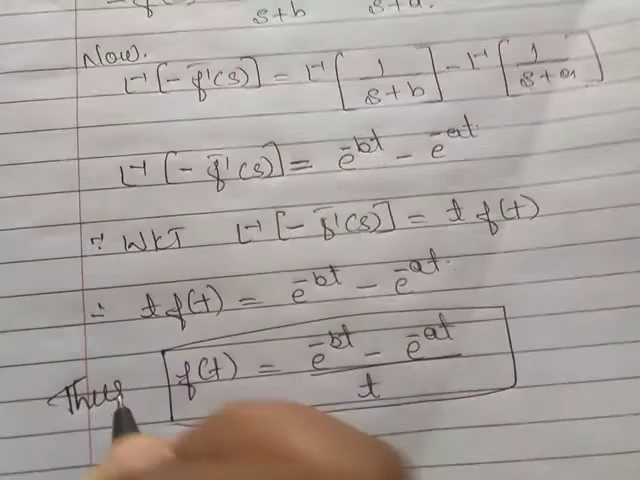 s+b s+a.
Now.
L⁻¹[-f̄'(s)] = L⁻¹[1/(s+b)] - L⁻¹[1/(s+a)]
L⁻¹[-f̄'(s)] = e^-bt - e^-at.
∵ WKT L⁻¹[-f̄'(s)] = t f(t)
∴ t f(t) = e^-bt - e^-at.
Thus f(t) = (e^-bt - e^-at)/t